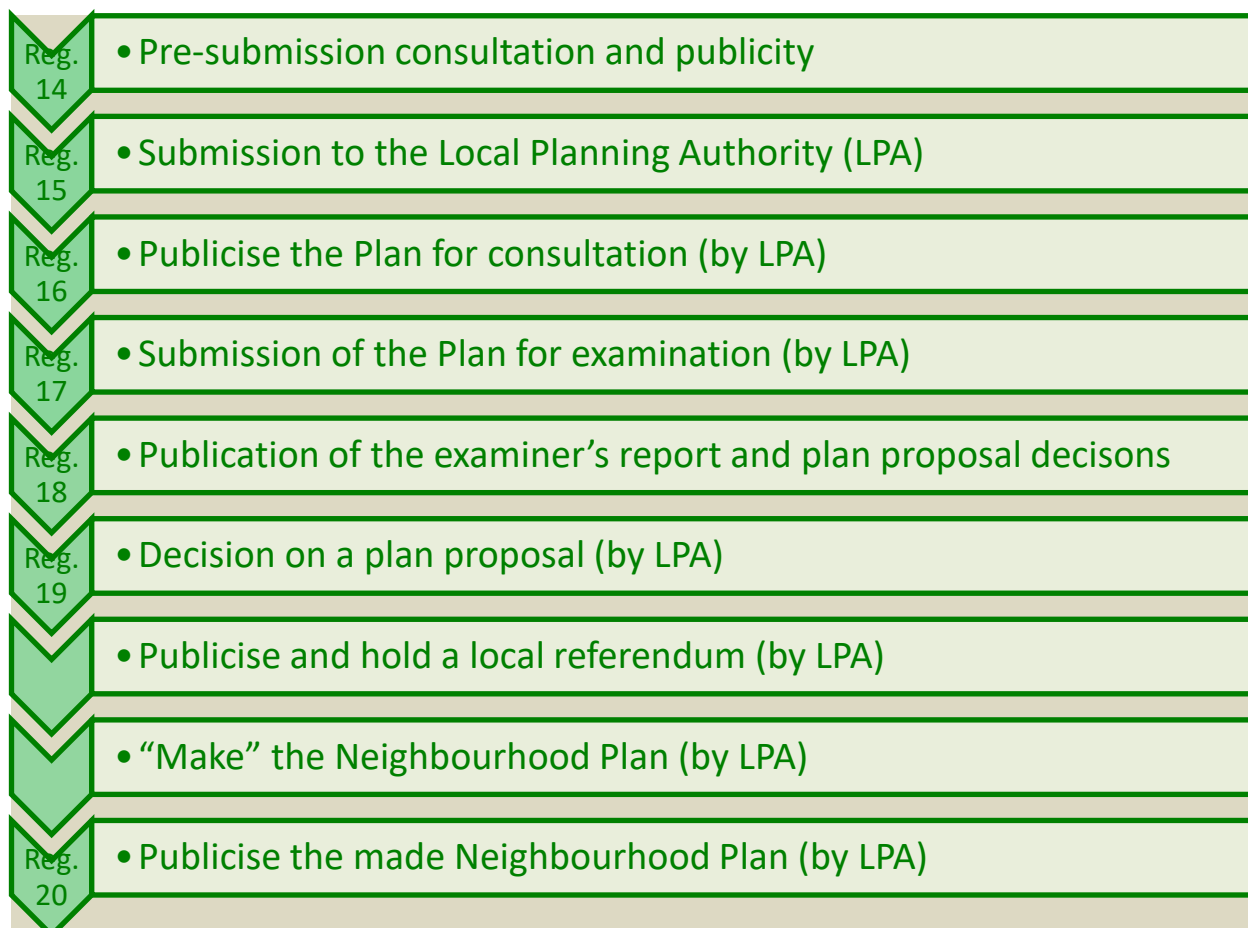 Reg.
14
• Pre-submission consultation and publicity
Reg.
15
• Submission to the Local Planning Authority (LPA)
Reg.
16
• Publicise the Plan for consultation (by LPA)
Reg.
17
• Submission of the Plan for examination (by LPA)
Reg.
18
• Publication of the examiner’s report and plan proposal decisons
Reg.
19
• Decision on a plan proposal (by LPA)
• Publicise and hold a local referendum (by LPA)
• “Make” the Neighbourhood Plan (by LPA)
Reg.
20
• Publicise the made Neighbourhood Plan (by LPA)